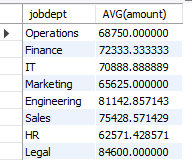 jobdept AVG(amount)
Operations 68750.000000
Finance 72333.333333
IT 70888.888889
Marketing 65625.000000
Engineering 81142.857143
Sales 75428.571429
HR 62571.428571
Legal 84600.000000